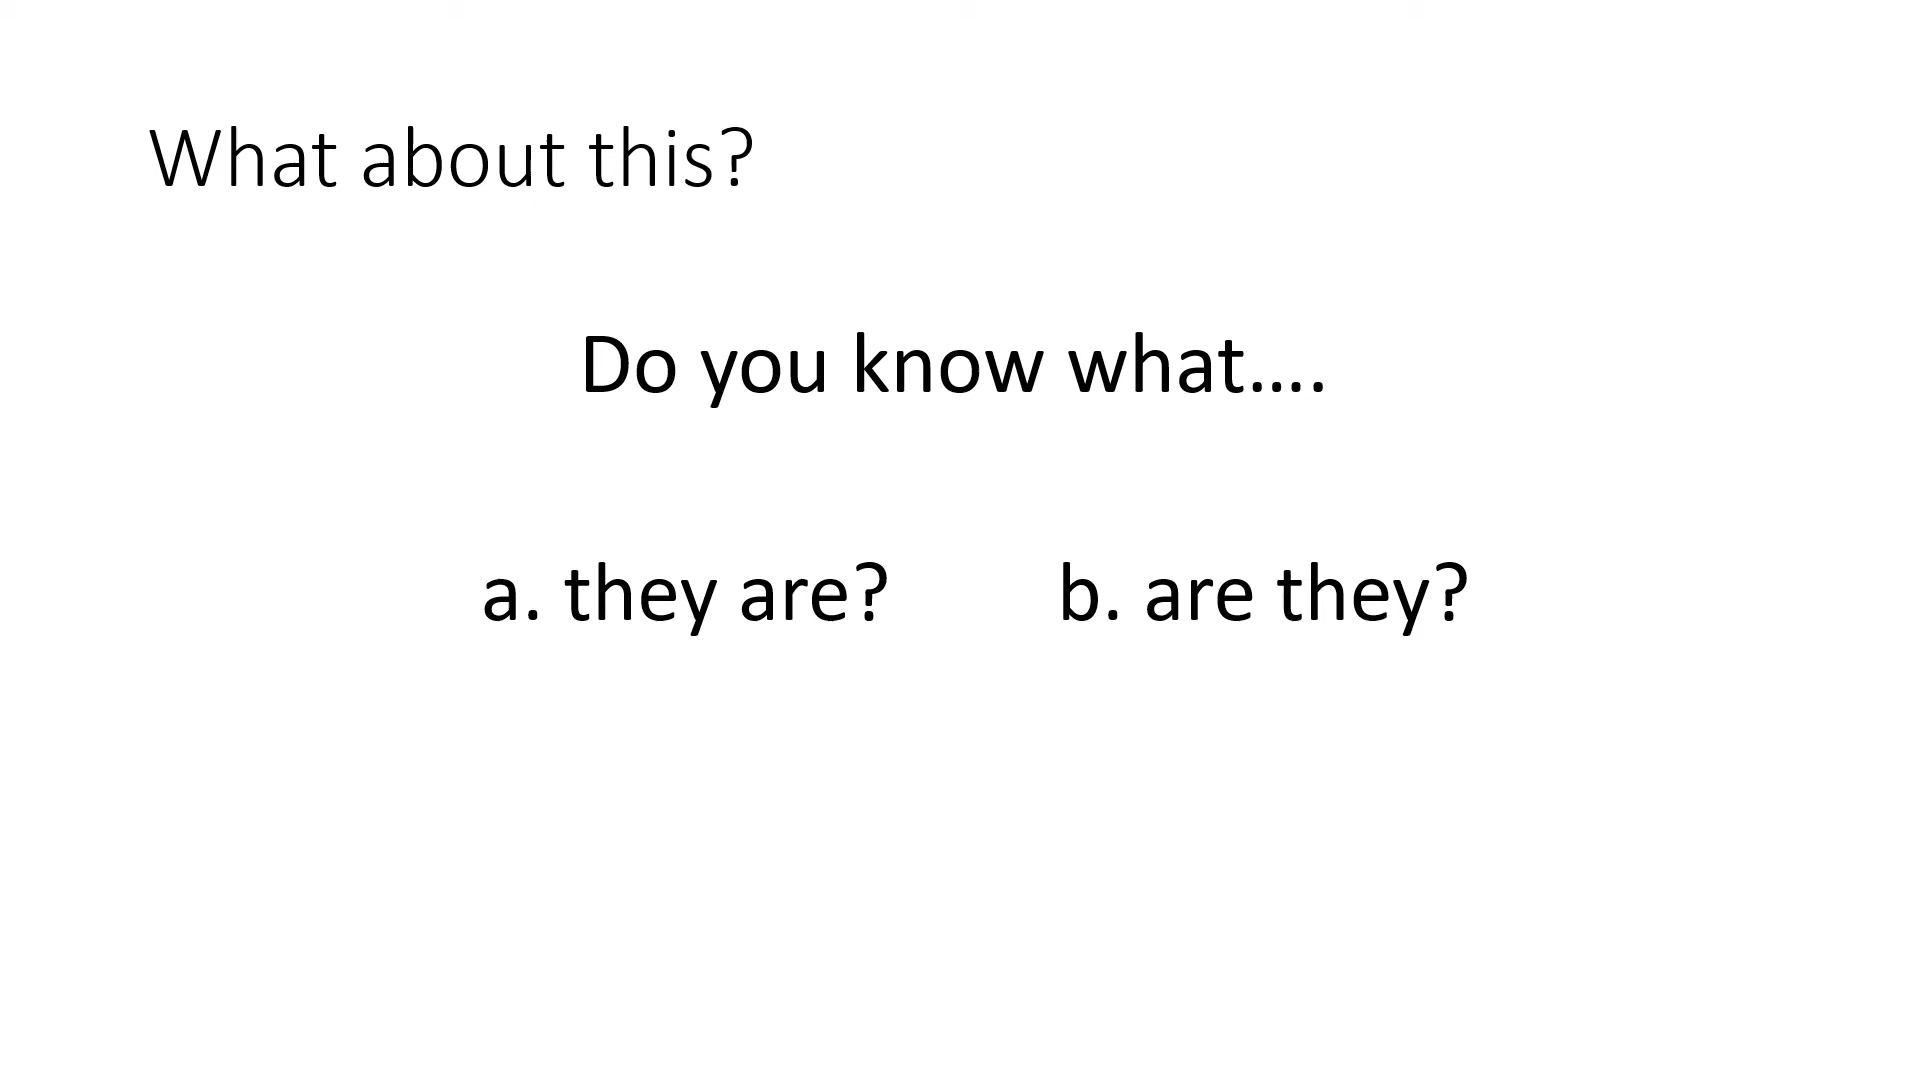 What about this?
Do you know what....
a. they are? b. are they?